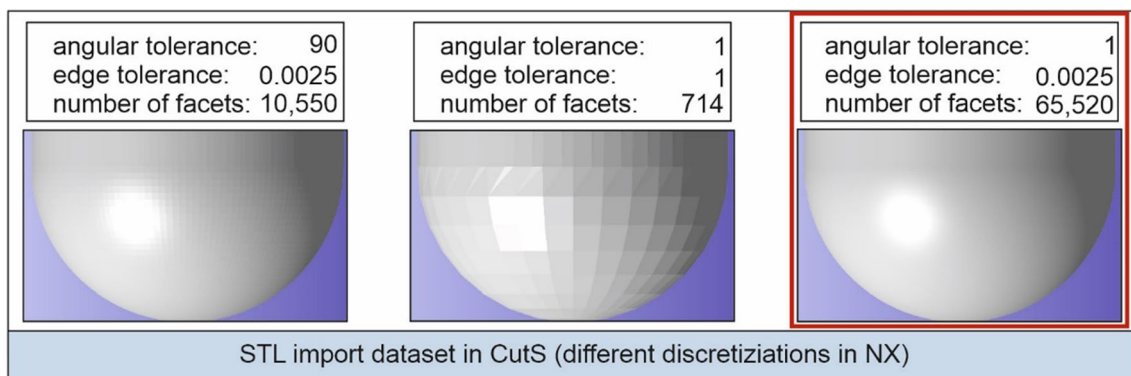 angular tolerance: 90
edge tolerance: 0.0025
number of facets: 10,550
angular tolerance: 1
edge tolerance: 1
number of facets: 714
angular tolerance: 1
edge tolerance: 0.0025
number of facets: 65,520
STL import dataset in CutS (different discretiziations in NX)